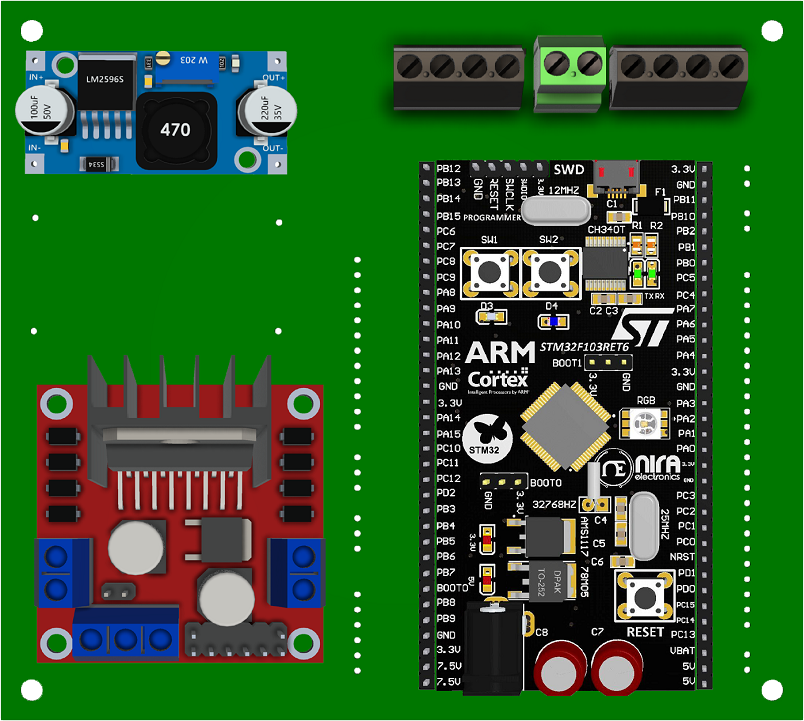 IN+
LM2596S
W 203
OUT+
100uF
50V
470
220uF
35V
IN-
SS34
OUT-
PB12
PB13
PB14
PB15
PC6
PC7
PC8
PC9
PA8
PA9
PA10
PA11
PA12
PA13
GND
3.3V
PA14
PA15
PC10
PC11
PC12
PD2
PB3
PB4
PB5
PB6
PB7
BOOT0
PB8
PB9
GND
3.3V
7.5V
7.5V
GND
RESET
SWCLK
SWDIO
3.3V
SWD
PROGRAMMER
12MHZ
C1
F1
CH340T
R1 R2
SW1
SW2
TX RX
C2 C3
D3
D4
ST
ARM
Cortex
Intelligent Processors by ARM
STM32F103RET6
BOOT1
3.3V
GND
STM32
RGB
NE
nira
electronics
BOOT0
GND
3.3V
32768HZ
C4
25MHZ
AMS1117
C5
3.3V
C6
78M05
DPAK
TO-252
5V
RESET
C8
C7
3.3V
GND
PB11
PB10
PB2
PB1
PB0
PC5
PC4
PA7
PA6
PA5
PA4
3.3V
GND
PA3
PA2
PA1
PA0
3.3V
GND
PC3
PC2
PC1
PC0
NRST
PD1
PD0
PC15
PC14
PC13
VBAT
5V
5V